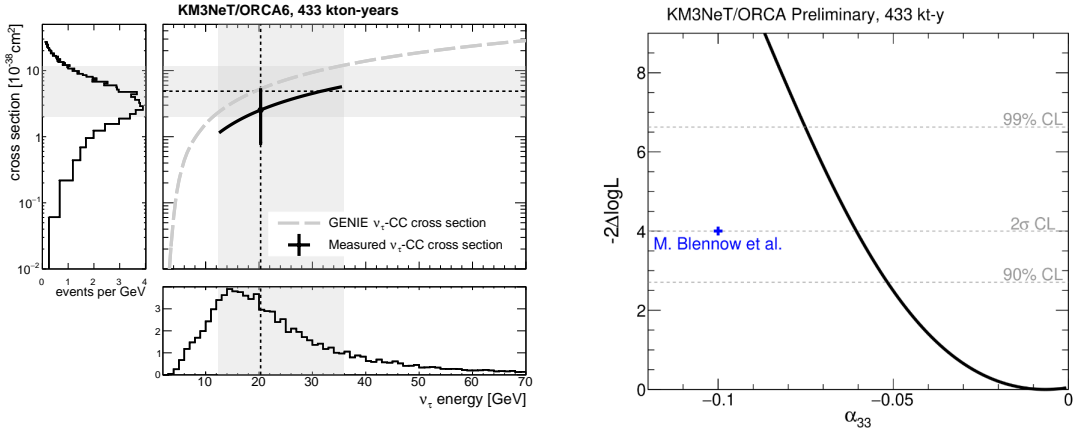 KM3NeT/ORCA6, 433 kton-years
cross section [10⁻³⁸cm²]
10
1
10⁻¹
10⁻²
0 1 2 3 4
events per GeV
GENIE ντ-CC cross section
Measured ντ-CC cross section
3
2
1
0
10 20 30 40 50 60 70
ντ energy [GeV]
KM3NeT/ORCA Preliminary, 433 kt-y
-2ΔlogL
8
6
4
2
0
99% CL
2σ CL
M. Blennow et al.
90% CL
−0.1 −0.05 0
α₃₃